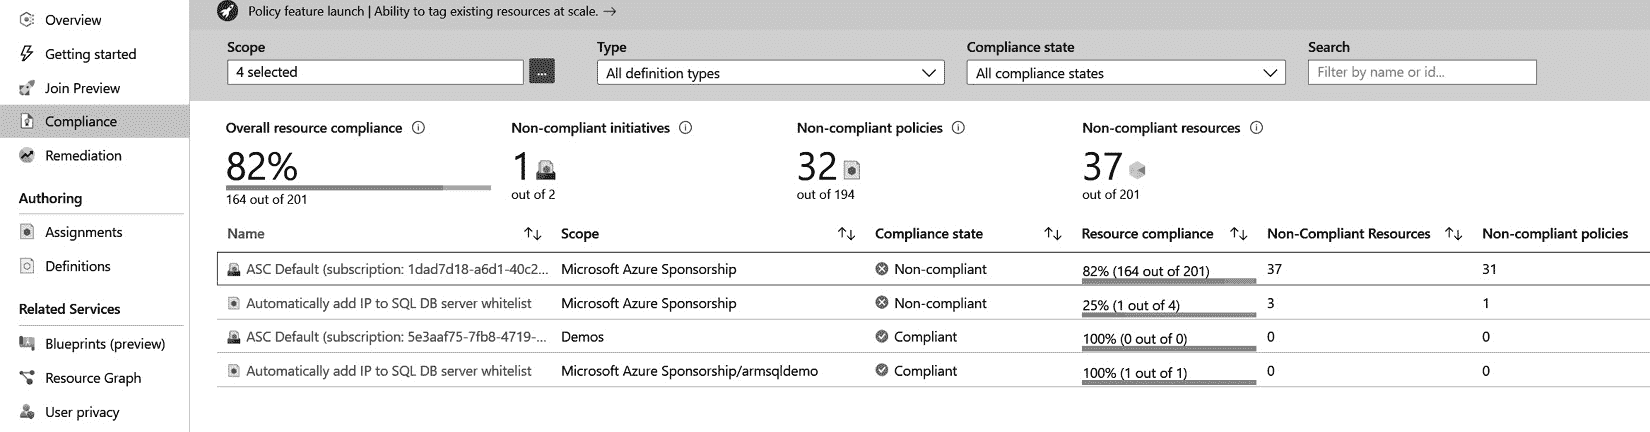 Overview
Getting started
Join Preview
Compliance
Remediation
Authoring
Assignments
Definitions
Related Services
Blueprints (preview)
Resource Graph
User privacy
Policy feature launch | Ability to tag existing resources at scale. →
Scope Type Compliance state Search
4 selected ... All definition types All compliance states Filter by name or id...
Overall resource compliance Non-compliant initiatives Non-compliant policies Non-compliant resources
82% 1 32 37
164 out of 201 out of 2 out of 194 out of 201
Name Scope Compliance state Resource compliance Non-Compliant Resources Non-compliant policies
ASC Default (subscription: 1dad7d18-a6d1-40c2... Microsoft Azure Sponsorship Non-compliant 82% (164 out of 201) 37 31
Automatically add IP to SQL DB server whitelist Microsoft Azure Sponsorship Non-compliant 25% (1 out of 4) 3 1
ASC Default (subscription: 5e3aaf75-7fb8-4719-... Demos Compliant 100% (0 out of 0) 0 0
Automatically add IP to SQL DB server whitelist Microsoft Azure Sponsorship/armsqldemo Compliant 100% (1 out of 1) 0 0